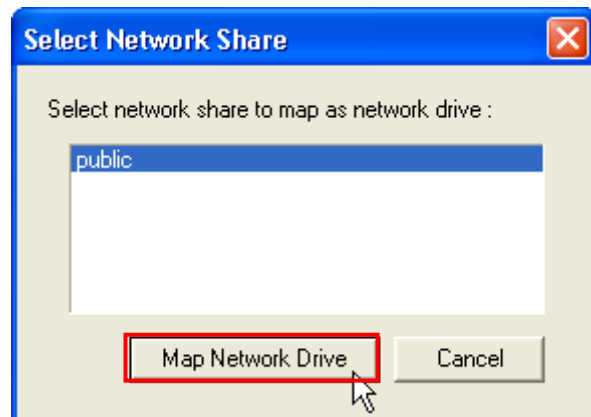 Select Network Share
Select network share to map as network drive :
public
Map Network Drive
Cancel